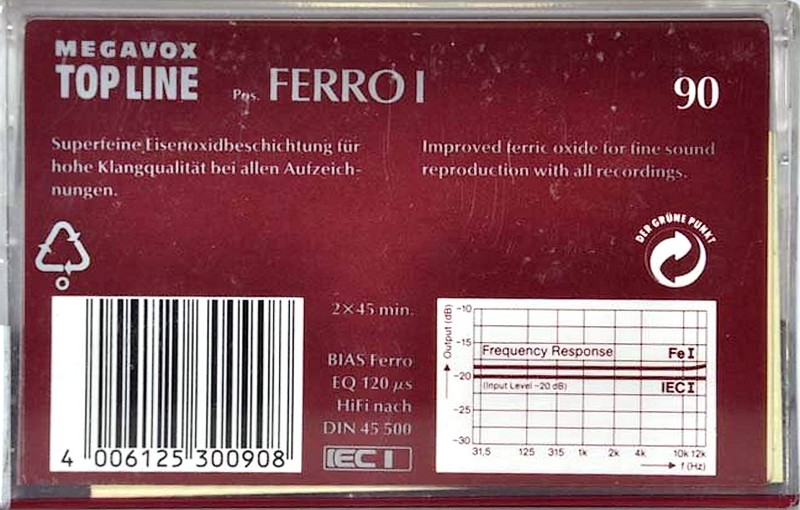 MEGAVOX
TOP LINE Pos. FERRO I 90
Superfeine Eisenoxidbeschichtung für
hohe Klangqualität bei allen Aufzeich-
nungen.
Improved ferric oxide for fine sound
reproduction with all recordings.
DER GRÜNE PUNKT
2×45 min.
BIAS Ferro
EQ 120 µs
HiFi nach
DIN 45 500
IEC I
4 006125 300908
Output (dB)
-10
-15
-20
-25
-30
Frequency Response Fe I
(Input Level -20 dB) IEC I
31,5 125 315 1k 2k 4k 10k 12k
f (Hz)